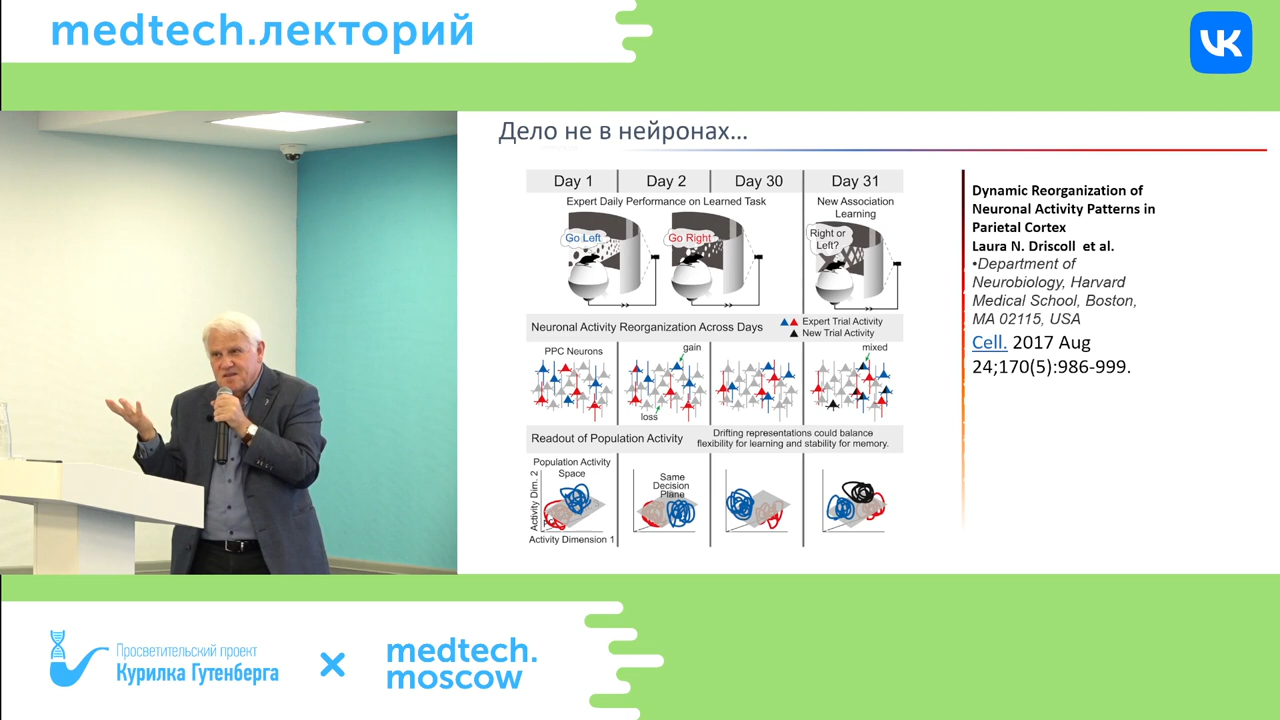 medtech.лекторий
VK
Дело не в нейронах...
Day 1
Day 2
Day 30
Day 31
Expert Daily Performance on Learned Task
New Association
Learning
Go Left
Go Right
Right or
Left?
Neuronal Activity Reorganization Across Days
Expert Trial Activity
New Trial Activity
PPC Neurons
gain
loss
mixed
Readout of Population Activity
Drifting representations could balance
flexibility for learning and stability for memory.
Population Activity
Space
Activity Dim. 2
Activity Dimension 1
Same
Decision
Plane
Dynamic Reorganization of
Neuronal Activity Patterns in
Parietal Cortex
Laura N. Driscoll et al.
•Department of
Neurobiology, Harvard
Medical School, Boston,
MA 02115, USA
Cell. 2017 Aug
24;170(5):986-999.
Просветительский проект
Курилка Гутенберга
×
medtech.
moscow